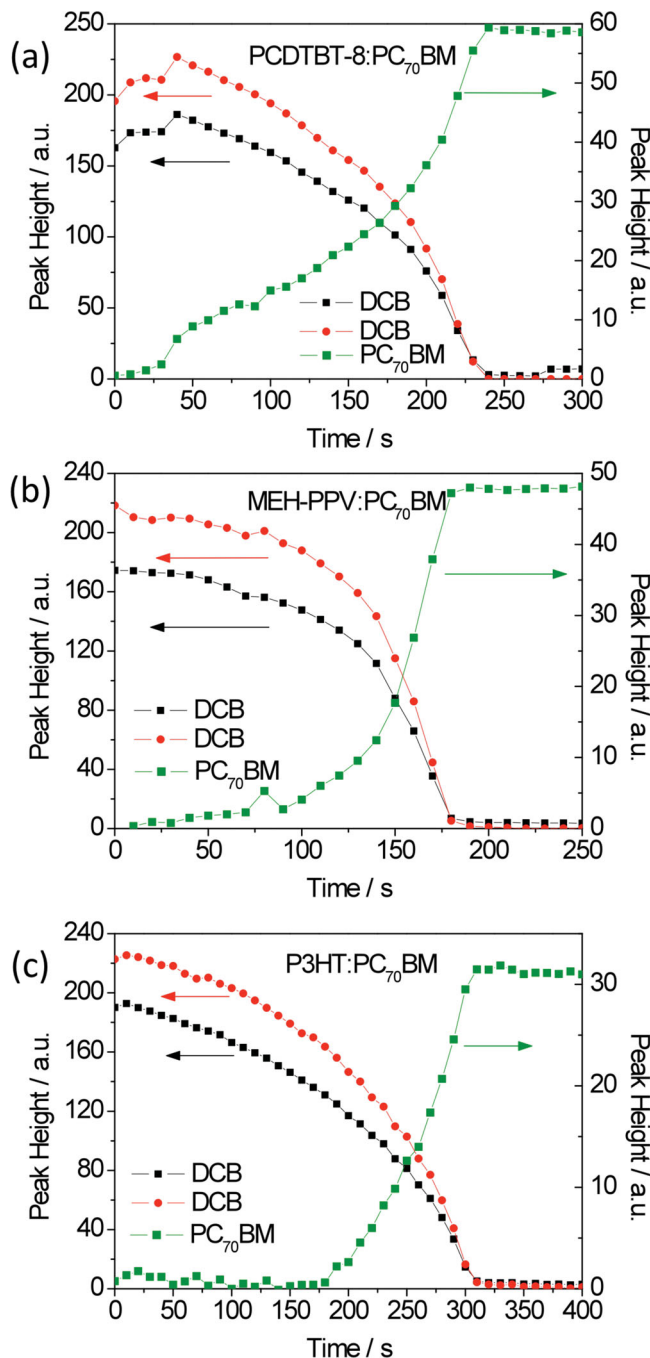 (a)
PCDTBT-8:PC70BM
Peak Height / a.u.
250
200
150
100
50
0
60
50
40
30
20
10
0
Peak Height / a.u.
DCB
DCB
PC70BM
0 50 100 150 200 250 300
Time / s
(b)
MEH-PPV:PC70BM
Peak Height / a.u.
240
200
160
120
80
40
0
50
40
30
20
10
0
Peak Height / a.u.
DCB
DCB
PC70BM
0 50 100 150 200 250
Time / s
(c)
P3HT:PC70BM
Peak Height / a.u.
240
200
160
120
80
40
0
30
20
10
0
Peak Height / a.u.
DCB
DCB
PC70BM
0 50 100 150 200 250 300 350 400
Time / s